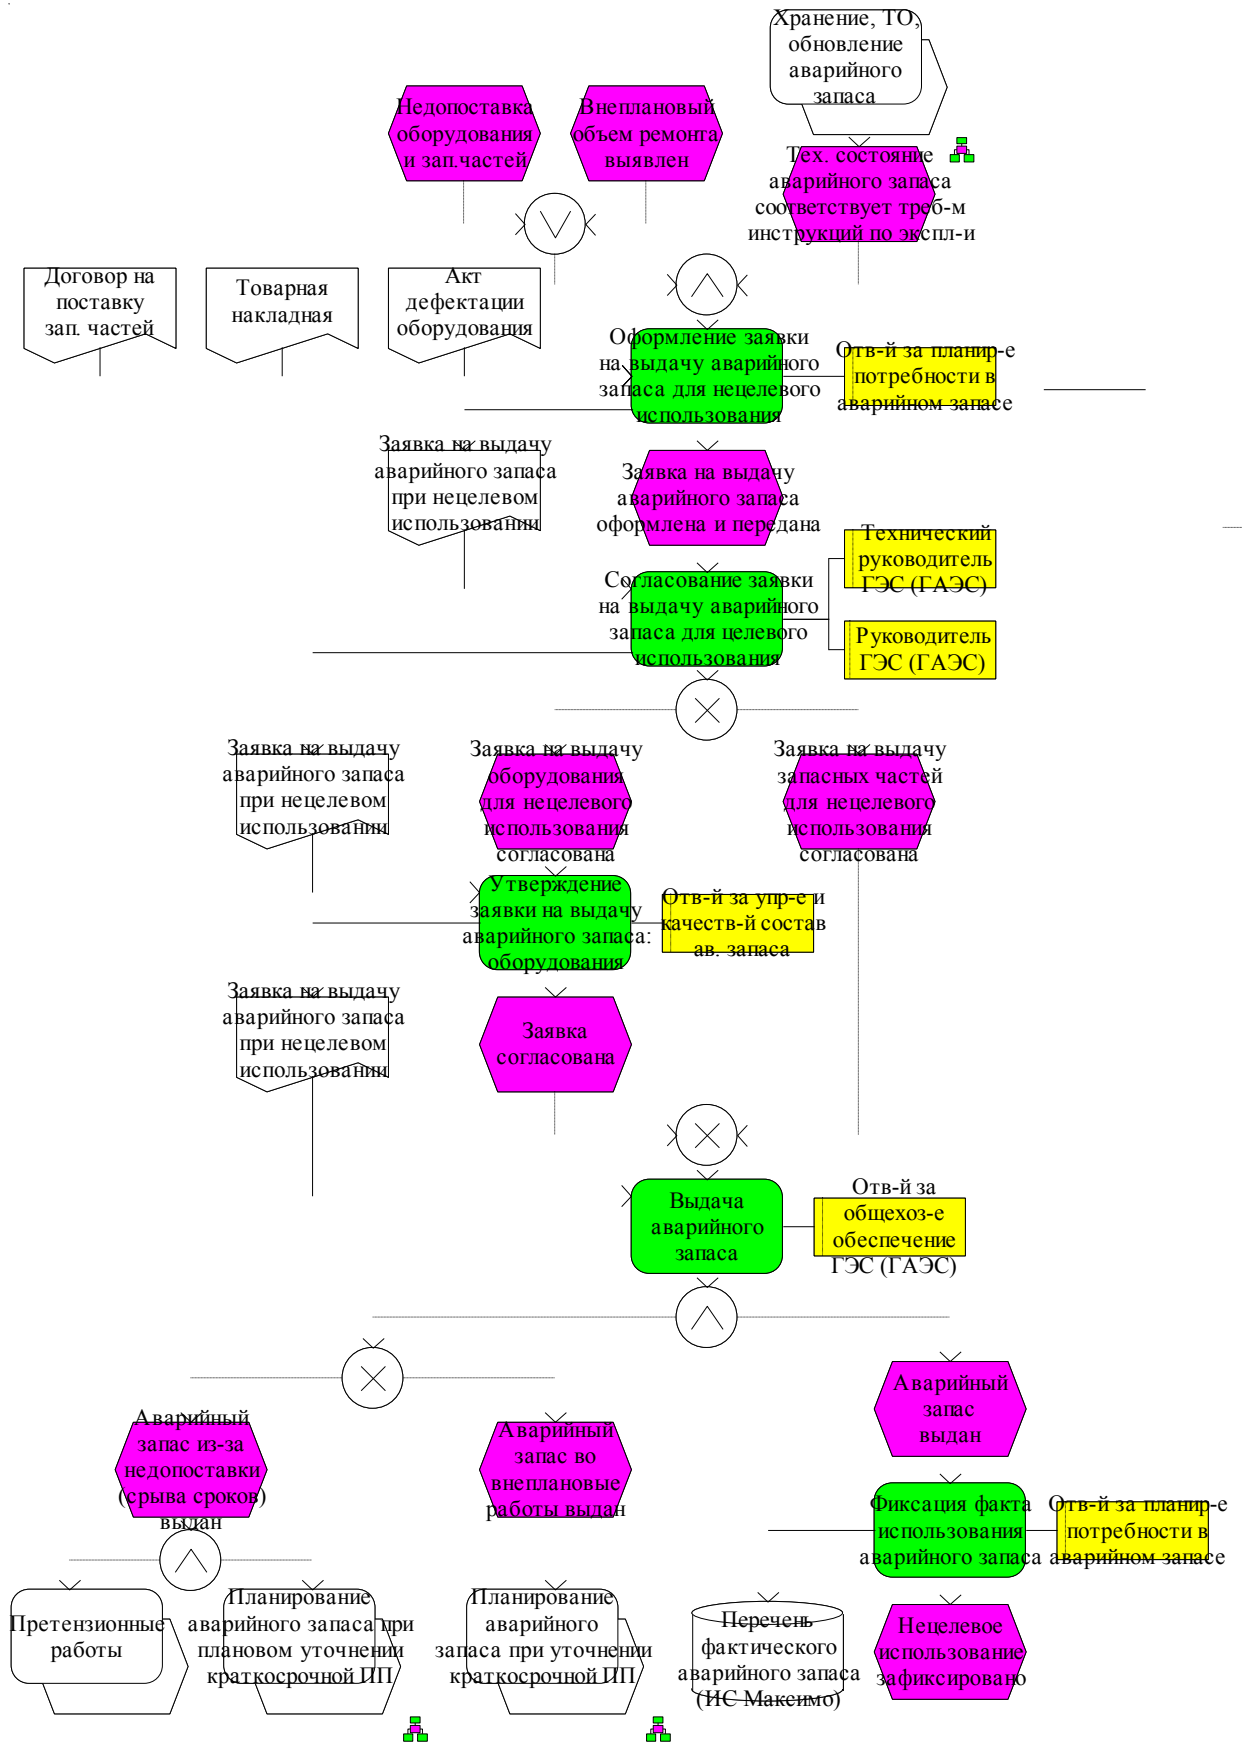 Хранение, ТО,
обновление
аварийного
запаса
Недопоставка
оборудования
и зап.частей
Внеплановый
объем ремонта
выявлен
Тех. состояние
аварийного запаса
соответствует треб-м
инструкций по экспл-и
Договор на
поставку
зап. частей
Товарная
накладная
Акт
дефектации
оборудования
Оформление заявки
на выдачу аварийного
запаса для нецелевого
использования
Отв-й за планир-е
потребности в
аварийном запасе
Заявка на выдачу
аварийного запаса
при нецелевом
использовании
Заявка на выдачу
аварийного запаса
оформлена и передана
Технический
руководитель
ГЭС (ГАЭС)
Согласование заявки
на выдачу аварийного
запаса для целевого
использования
Руководитель
ГЭС (ГАЭС)
Заявка на выдачу
аварийного запаса
при нецелевом
использовании
Заявка на выдачу
оборудования
для нецелевого
использования
согласована
Заявка на выдачу
запасных частей
для нецелевого
использования
согласована
Утверждение
заявки на выдачу
аварийного запаса:
оборудования
Отв-й за упр-е и
качеств-й состав
ав. запаса
Заявка на выдачу
аварийного запаса
при нецелевом
использовании
Заявка
согласована
Выдача
аварийного
запаса
Отв-й за
общехоз-е
обеспечение
ГЭС (ГАЭС)
Аварийный
запас
выдан
Аварийный
запас из-за
недопоставки
(срыва сроков)
выдан
Аварийный
запас во
внеплановые
работы выдан
Фиксация факта
использования
аварийного запаса
Отв-й за планир-е
потребности в
аварийном запасе
Претензионные
работы
Планирование
аварийного запаса при
плановом уточнении
краткосрочной ПП
Планирование
аварийного
запаса при уточнении
краткосрочной ПП
Перечень
фактического
аварийного запаса
(ИС Максимо)
Нецелевое
использование
зафиксировано